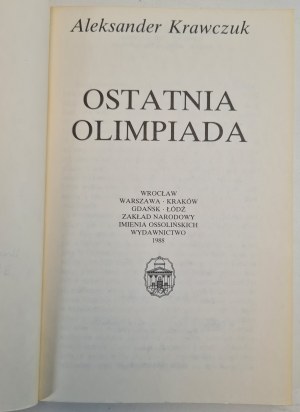 Aleksander Krawczuk
OSTATNIA
OLIMPIADA
WROCŁAW
WARSZAWA · KRAKÓW
GDAŃSK · ŁÓDŹ
ZAKŁAD NARODOWY
IMIENIA OSSOLIŃSKICH
WYDAWNICTWO
1988